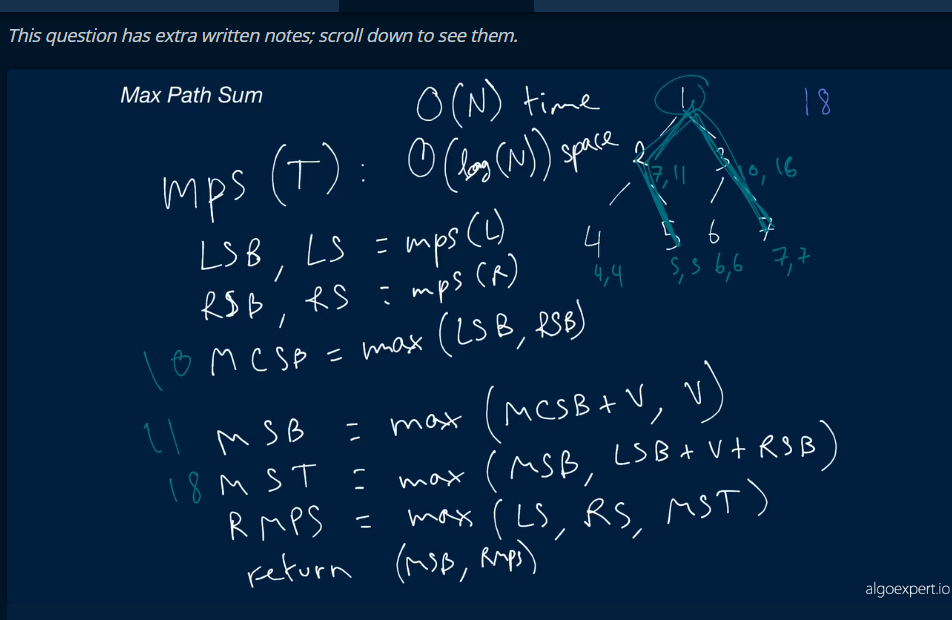 This question has extra written notes; scroll down to see them.
Max Path Sum
O(N) time
O(log(N)) space
mps(T):
LSB, LS = mps(L)
RSB, RS = mps(R)
10 MCSB = max(LSB, RSB)
11 MSB = max(MCSB + V, V)
18 MST = max(MSB, LSB + V + RSB)
RMPS = max(LS, RS, MST)
return (MSB, RMPS)
1
18
2 3
7,11 10,16
4 5 6 7
4,4 5,5 6,6 7,7
algoexpert.io